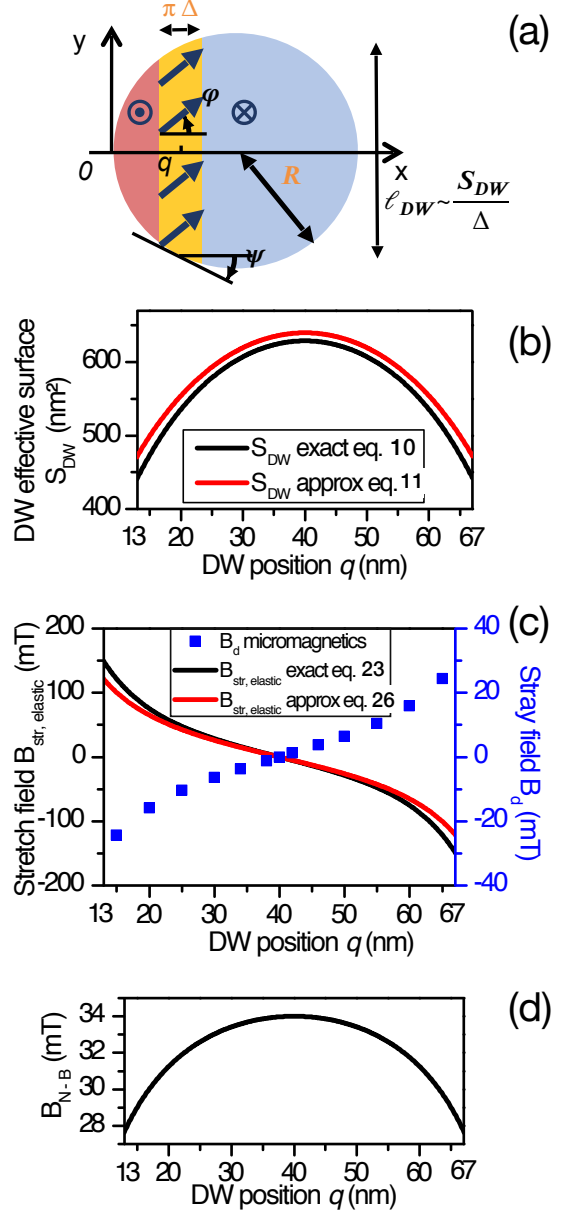 π Δ
(a)
y
φ
0
q
x
R
ℓDW~ SDW
Δ
ψ
(b)
DW effective surface
SDW (nm²)
600
500
400
SDW exact eq. 10
SDW approx eq.11
13 20 30 40 50 60 67
DW position q (nm)
(c)
Stretch field Bstr, elastic (mT)
200
100
0
-100
-200
Bd micromagnetics
Bstr, elastic exact eq. 23
Bstr, elastic approx eq. 26
40
20
0
-20
-40
Stray field Bd (mT)
13 20 30 40 50 60 67
DW position q (nm)
(d)
BN-B (mT)
34
32
30
28
13 20 30 40 50 60 67
DW position q (nm)